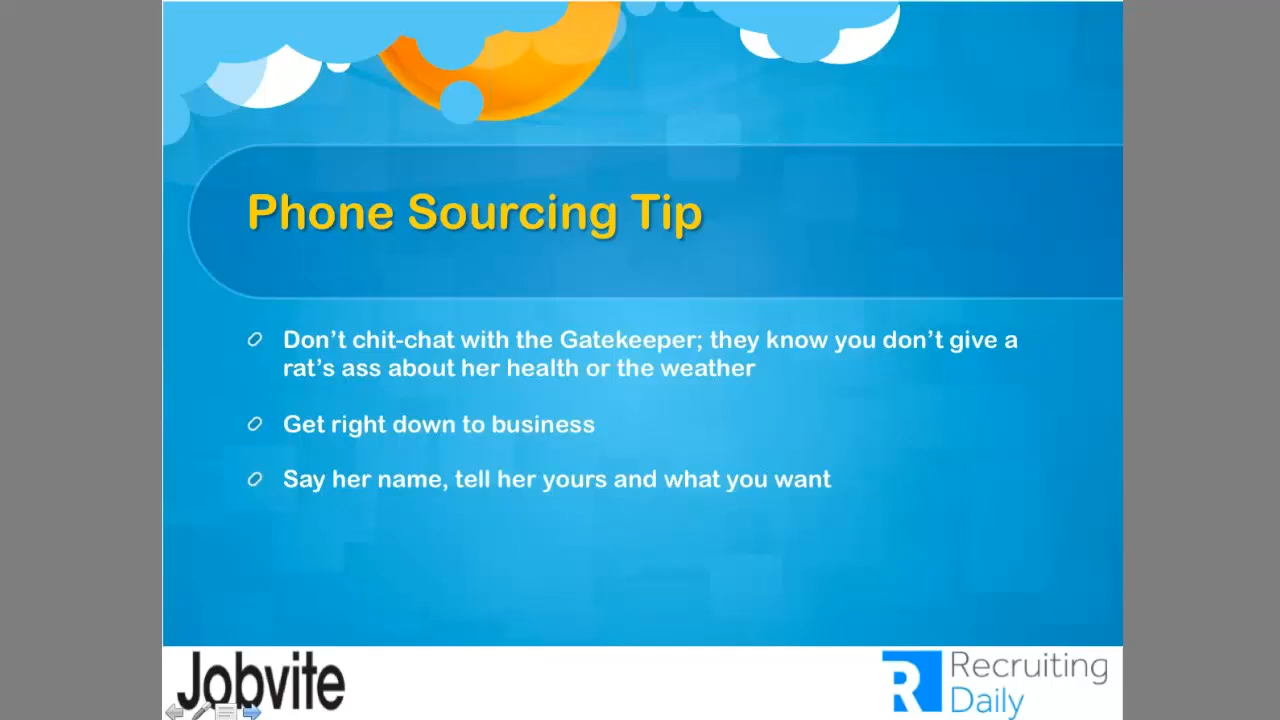 Phone Sourcing Tip
Don’t chit-chat with the Gatekeeper; they know you don’t give a
rat’s ass about her health or the weather
Get right down to business
Say her name, tell her yours and what you want
Jobvite
R Recruiting
Daily